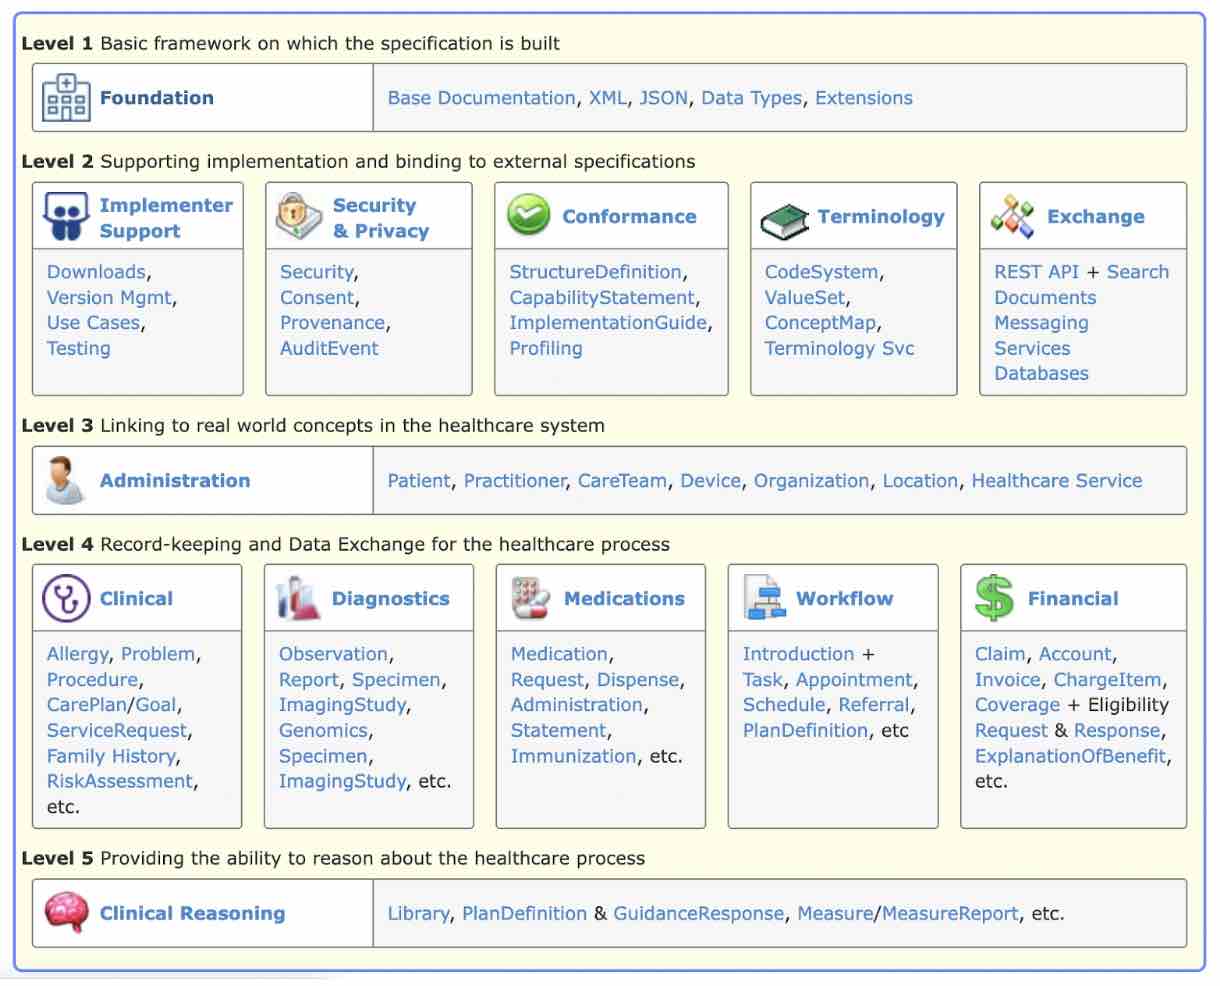 Level 1 Basic framework on which the specification is built
Foundation
Base Documentation, XML, JSON, Data Types, Extensions
Level 2 Supporting implementation and binding to external specifications
Implementer
Support
Downloads,
Version Mgmt,
Use Cases,
Testing
Security
& Privacy
Security,
Consent,
Provenance,
AuditEvent
Conformance
StructureDefinition,
CapabilityStatement,
ImplementationGuide,
Profiling
Terminology
CodeSystem,
ValueSet,
ConceptMap,
Terminology Svc
Exchange
REST API + Search
Documents
Messaging
Services
Databases
Level 3 Linking to real world concepts in the healthcare system
Administration
Patient, Practitioner, CareTeam, Device, Organization, Location, Healthcare Service
Level 4 Record-keeping and Data Exchange for the healthcare process
Clinical
Allergy, Problem,
Procedure,
CarePlan/Goal,
ServiceRequest,
Family History,
RiskAssessment,
etc.
Diagnostics
Observation,
Report, Specimen,
ImagingStudy,
Genomics,
Specimen,
ImagingStudy, etc.
Medications
Medication,
Request, Dispense,
Administration,
Statement,
Immunization, etc.
Workflow
Introduction +
Task, Appointment,
Schedule, Referral,
PlanDefinition, etc
Financial
Claim, Account,
Invoice, ChargeItem,
Coverage + Eligibility
Request & Response,
ExplanationOfBenefit,
etc.
Level 5 Providing the ability to reason about the healthcare process
Clinical Reasoning
Library, PlanDefinition & GuidanceResponse, Measure/MeasureReport, etc.